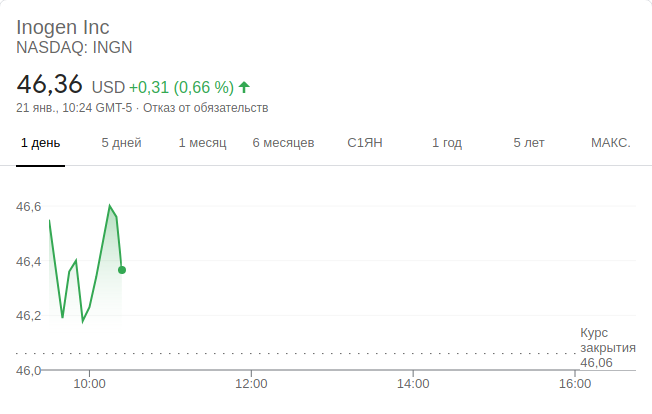 Inogen Inc
NASDAQ: INGN
46,36 USD +0,31 (0,66 %)
21 янв., 10:24 GMT-5 · Отказ от обязательств
1 день 5 дней 1 месяц 6 месяцев С1ЯН 1 год 5 лет МАКС.
46,6
46,4
46,2
Курс
закрытия
46,06
46,0
10:00 12:00 14:00 16:00